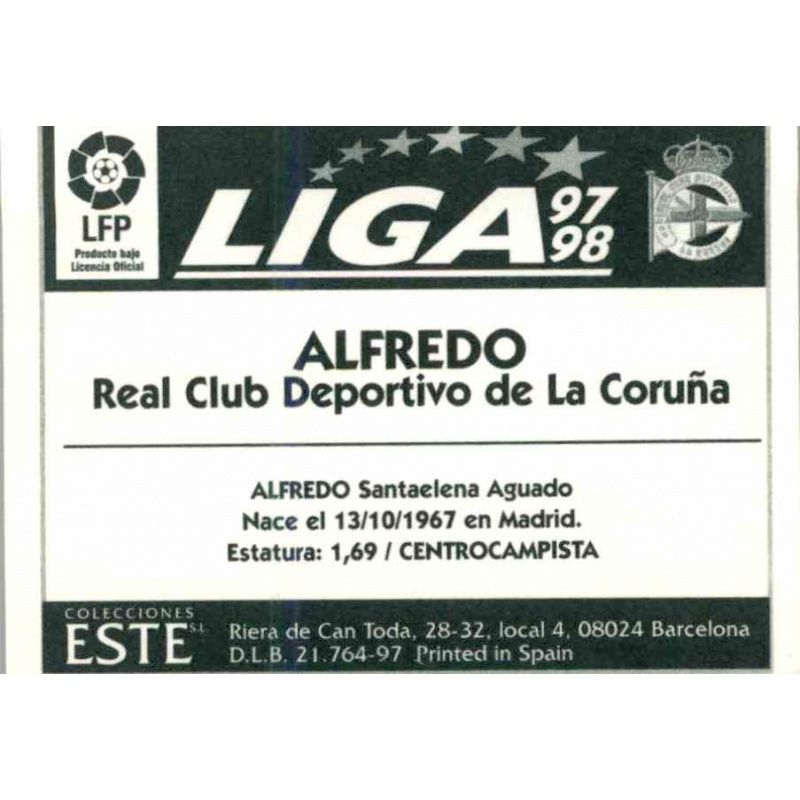 LFP
Producto bajo
Licencia Oficial
LIGA 97
98
ALFREDO
Real Club Deportivo de La Coruña
ALFREDO Santaelena Aguado
Nace el 13/10/1967 en Madrid.
Estatura: 1,69 / CENTROCAMPISTA
COLECCIONES
ESTE S.L.
Riera de Can Toda, 28-32, local 4, 08024 Barcelona
D.L.B. 21.764-97 Printed in Spain